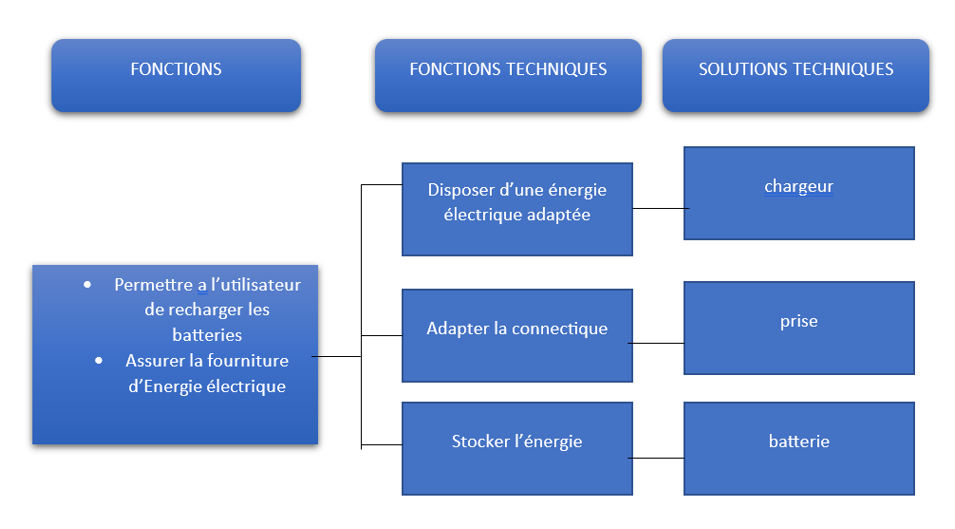 FONCTIONS
FONCTIONS TECHNIQUES
SOLUTIONS TECHNIQUES
• Permettre a l’utilisateur
de recharger les
batteries
• Assurer la fourniture
d’Energie électrique
Disposer d’une énergie
électrique adaptée
chargeur
Adapter la connectique
prise
Stocker l’énergie
batterie